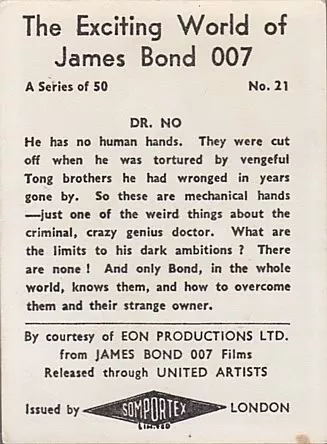 The Exciting World of
James Bond 007
A Series of 50 No. 21
DR. NO
He has no human hands. They were cut
off when he was tortured by vengeful
Tong brothers he had wronged in years
gone by. So these are mechanical hands
—just one of the weird things about the
criminal, crazy genius doctor. What are
the limits to his dark ambitions ? There
are none ! And only Bond, in the whole
world, knows them, and how to overcome
them and their strange owner.
By courtesy of EON PRODUCTIONS LTD.
from JAMES BOND 007 Films
Released through UNITED ARTISTS
Issued by SOMPORTEX LONDON
LIMITED